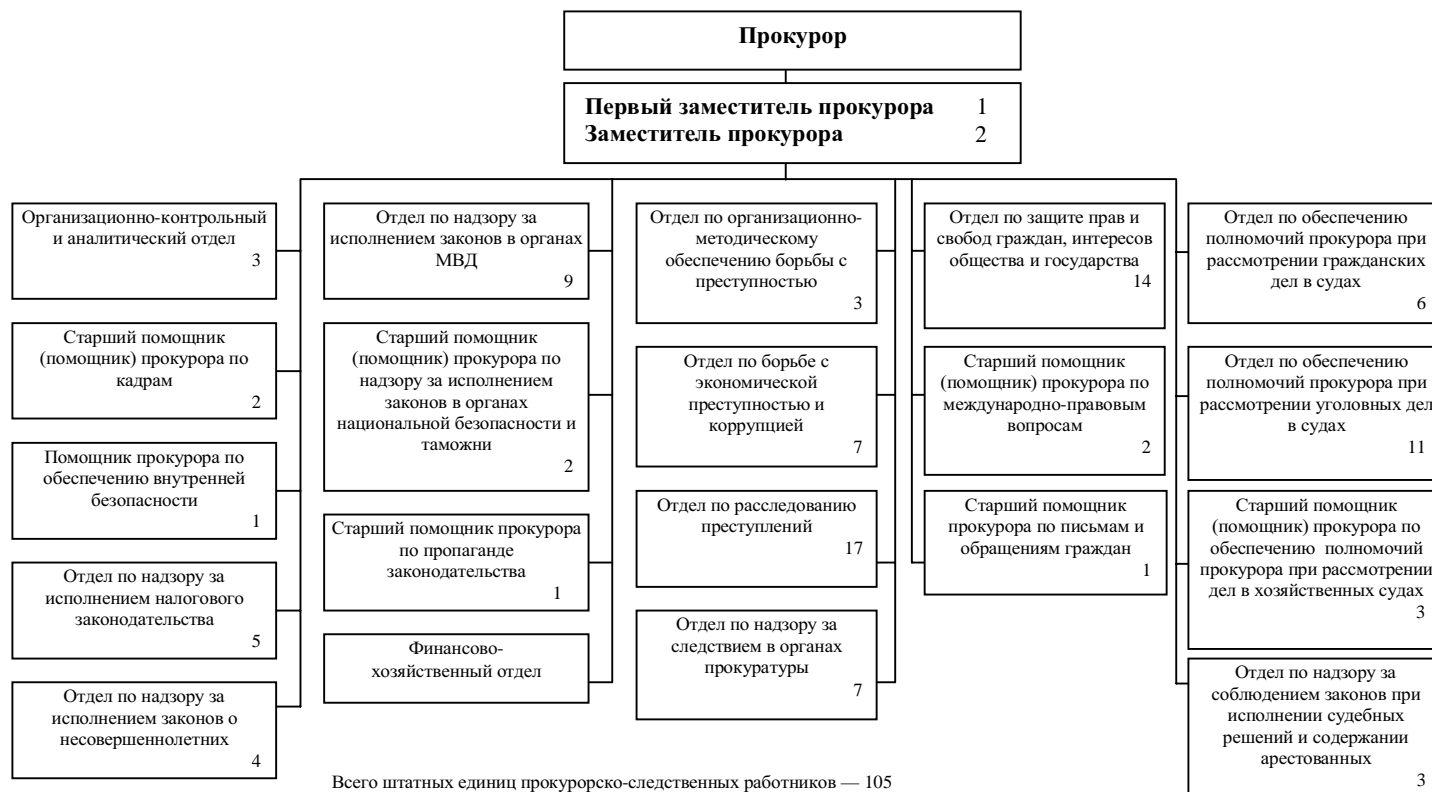 Прокурор
Первый заместитель прокурора 1
Заместитель прокурора 2
Организационно-контрольный
и аналитический отдел
3
Старший помощник
(помощник) прокурора по
кадрам
2
Помощник прокурора по
обеспечению внутренней
безопасности
1
Отдел по надзору за
исполнением налогового
законодательства
5
Отдел по надзору за
исполнением законов о
несовершеннолетних
4
Отдел по надзору за
исполнением законов в органах
МВД
9
Старший помощник
(помощник) прокурора по
надзору за исполнением
законов в органах
национальной безопасности и
таможни
2
Старший помощник прокурора
по пропаганде
законодательства
1
Финансово-
хозяйственный отдел
Отдел по организационно-
методическому
обеспечению борьбы с
преступностью
3
Отдел по борьбе с
экономической
преступностью и
коррупцией
7
Отдел по расследованию
преступлений
17
Отдел по надзору за
следствием в органах
прокуратуры
7
Отдел по защите прав и
свобод граждан, интересов
общества и государства
14
Старший помощник
(помощник) прокурора по
международно-правовым
вопросам
2
Старший помощник
прокурора по письмам и
обращениям граждан
1
Отдел по обеспечению
полномочий прокурора при
рассмотрении гражданских
дел в судах
6
Отдел по обеспечению
полномочий прокурора при
рассмотрении уголовных дел
в судах
11
Старший помощник
(помощник) прокурора по
обеспечению полномочий
прокурора при рассмотрении
дел в хозяйственных судах
3
Отдел по надзору за
соблюдением законов при
исполнении судебных
решений и содержании
арестованных
3
Всего штатных единиц прокурорско-следственных работников — 105